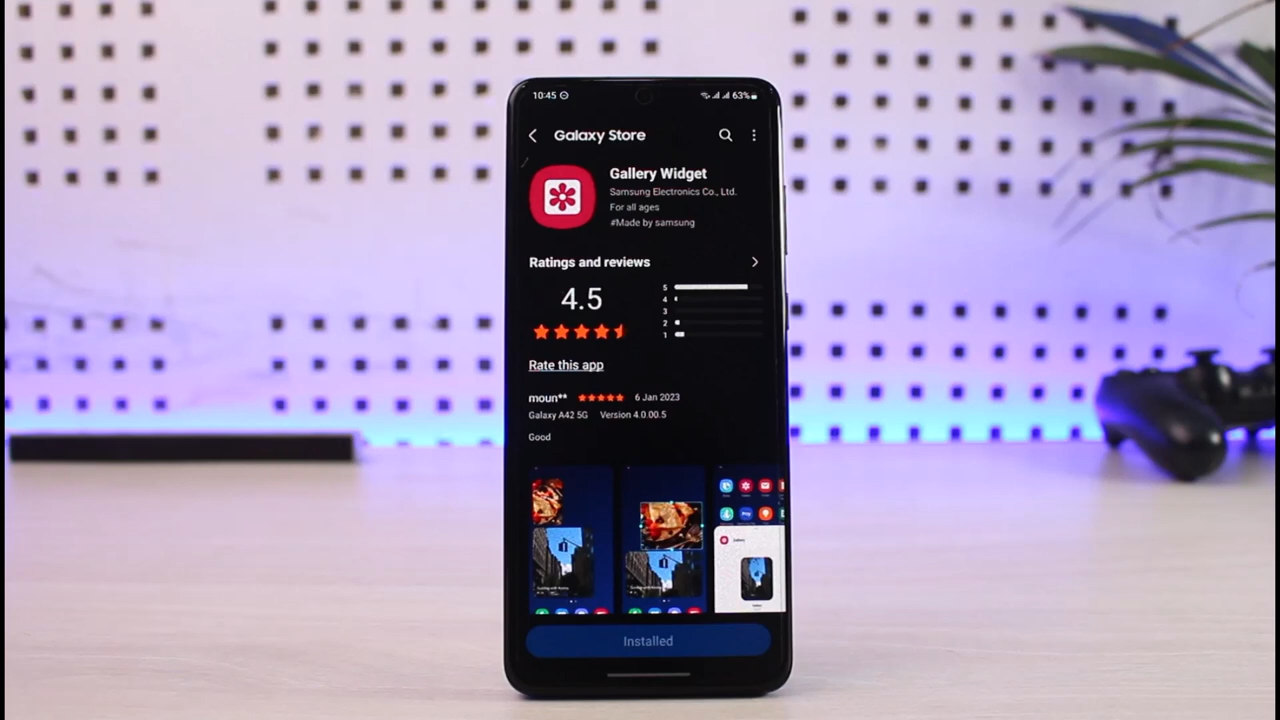 10:45
63%
Galaxy Store
Gallery Widget
Samsung Electronics Co., Ltd.
For all ages
#Made by samsung
Ratings and reviews
4.5
5
4
3
2
1
Rate this app
moun** ★★★★★ 6 Jan 2023
Galaxy A42 5G Version 4.0.00.5
Good
Gallery
Installed